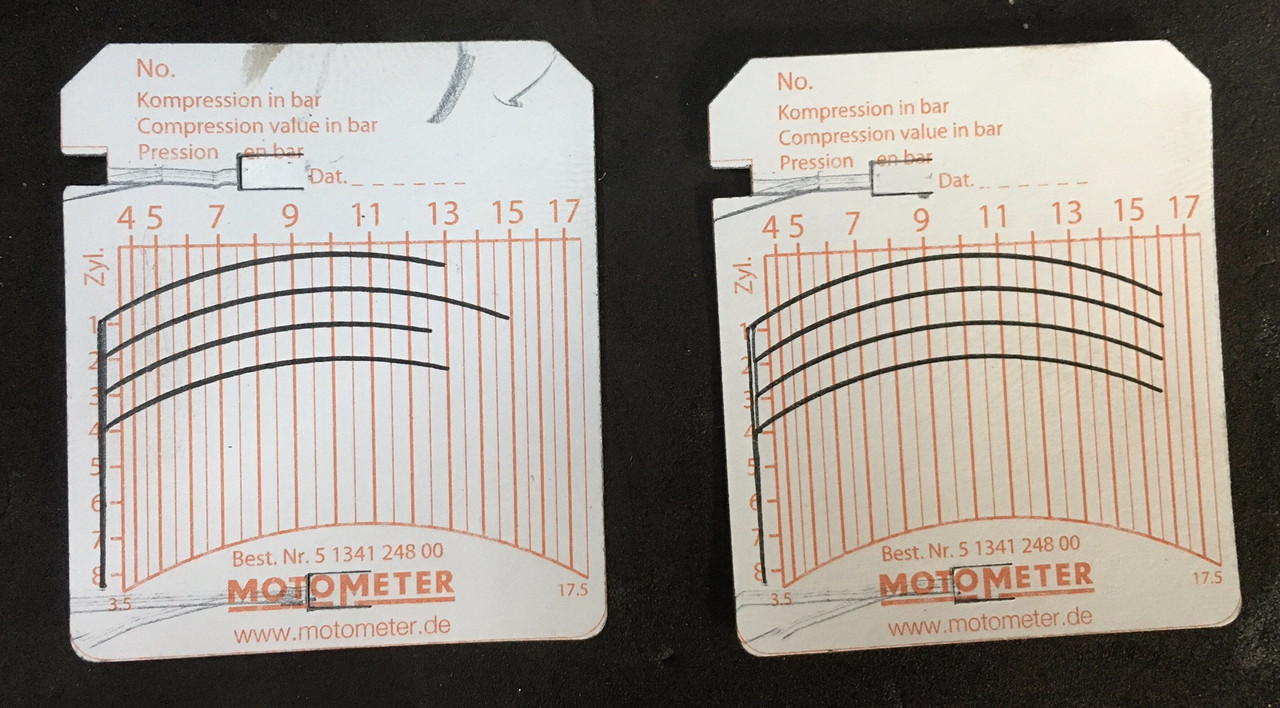 No.
Kompression in bar
Compression value in bar
Pression en bar
Dat.
4 5 7 9 11 13 15 17
Zyl.
1
2
3
4
5
6
7
8
Best. Nr. 5 1341 248 00
MOTOMETER
3.5 17.5
www.motometer.de
No.
Kompression in bar
Compression value in bar
Pression en bar
Dat.
4 5 7 9 11 13 15 17
Zyl.
1
2
3
4
5
6
7
8
Best. Nr. 5 1341 248 00
MOTOMETER
3.5 17.5
www.motometer.de